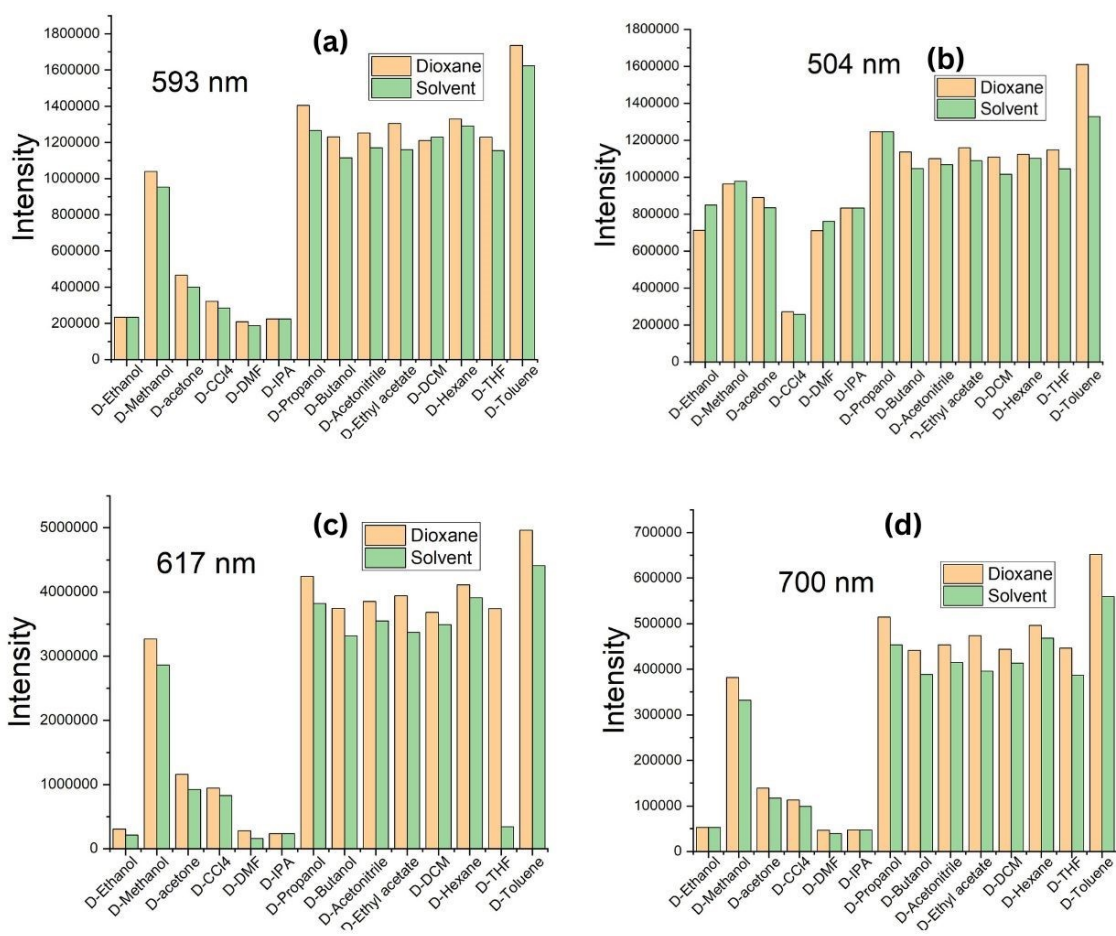 (a)
593 nm
Dioxane
Solvent
Intensity
1800000
1600000
1400000
1200000
1000000
800000
600000
400000
200000
0
D-Ethanol
D-Methanol
D-acetone
D-CCl4
D-DMF
D-IPA
D-Propanol
D-Butanol
D-Acetonitrile
D-Ethyl acetate
D-DCM
D-Hexane
D-THF
D-Toluene
(b)
504 nm
Dioxane
Solvent
Intensity
1800000
1600000
1400000
1200000
1000000
800000
600000
400000
200000
0
D-Ethanol
D-Methanol
D-acetone
D-CCl4
D-DMF
D-IPA
D-Propanol
D-Butanol
D-Acetonitrile
D-Ethyl acetate
D-DCM
D-Hexane
D-THF
D-Toluene
(c)
617 nm
Dioxane
Solvent
Intensity
5000000
4000000
3000000
2000000
1000000
0
D-Ethanol
D-Methanol
D-acetone
D-CCl4
D-DMF
D-IPA
D-Propanol
D-Butanol
D-Acetonitrile
D-Ethyl acetate
D-DCM
D-Hexane
D-THF
D-Toluene
(d)
700 nm
Dioxane
Solvent
Intensity
700000
600000
500000
400000
300000
200000
100000
0
D-Ethanol
D-Methanol
D-acetone
D-CCL4
D-DMF
D-IPA
D-Propanol
D-Butanol
D-Acetonitrile
D-Ethyl acetate
D-DCM
D-Hexane
D-THF
D-Toluene